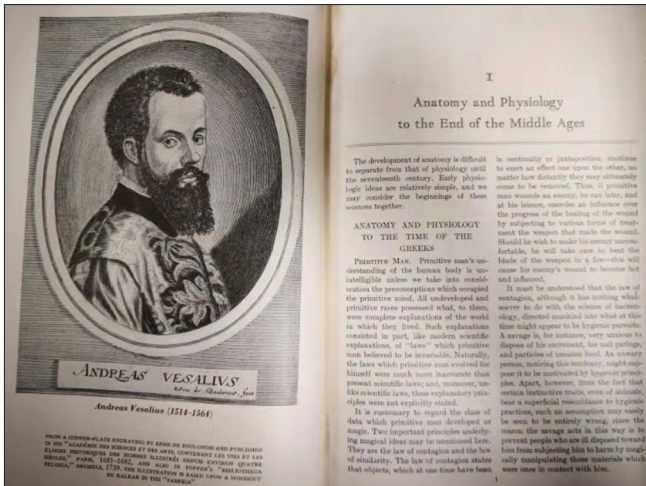 ANDREAS VESALIVS
Andreas Vesalius (1514-1564)
FROM A COPPER-PLATE ENGRAVING BY EDME DE BOULONOIS AND PUBLISHED
IN HIS "ACADÉMIE DES SCIENCES ET DES ARTS, CONTENANT LES VIES ET LES
ÉLOGES HISTORIQUES DES HOMMES ILLUSTRES DEPUIS ENVIRON QUATRE
SIÈCLES," PARIS, 1681-1682, AND ALSO IN FOPPEN'S "BIBLIOTHECA
BELGICA," BRUSSELS, 1739. THE ILLUSTRATION IS BASED UPON A WOODCUT
BY KALKAR IN THE "FABRICA"
I
Anatomy and Physiology
to the End of the Middle Ages
The development of anatomy is difficult
to separate from that of physiology until
the seventeenth century. Early physio-
logic ideas are relatively simple, and we
may consider the beginnings of these
sciences together.
ANATOMY AND PHYSIOLOGY
TO THE TIME OF THE
GREEKS
PRIMITIVE MAN. Primitive man's un-
derstanding of the human body is un-
intelligible unless we take into consid-
eration the preconceptions which occupied
the primitive mind. All undeveloped and
primitive races possessed what, to them,
were complete explanations of the world
in which they lived. Such explanations
consisted in part, like modern scientific
explanations, of "laws" which primitive
man believed to be invariable. Naturally,
the laws which primitive man evolved for
himself were much more inaccurate than
present scientific laws; and, moreover, un-
like scientific laws, these explanatory prin-
ciples were not explicitly stated.
It is customary to regard the class of
data which primitive man developed as
magic. Two important principles underly-
ing magical ideas may be mentioned here.
They are the law of contagion and the law
of similarity. The law of contagion states
that objects, which at one time have been
in continuity or juxtaposition, continue
to exert an effect one upon the other, no
matter how distantly they may ultimately
come to be removed. Thus, if primitive
man wounds an enemy, he can later, and
at his leisure, exercise an influence over
the progress of the healing of the wound
by subjecting to various forms of treat-
ment the weapon that made the wound.
Should he wish to make his enemy uncom-
fortable, he will take care to heat the
blade of the weapon in a fire—this will
cause his enemy's wound to become hot
and inflamed.
It must be understood that the law of
contagion, although it has nothing what-
soever to do with the science of bacteri-
ology, directed mankind into what at this
time might appear to be hygienic pursuits.
A savage is, for instance, very anxious to
dispose of his excrement, his nail parings,
and particles of uneaten food. An unwary
person, noticing this tendency, might sup-
pose it to be motivated by hygienic princi-
ples. Apart, however, from the fact that
certain instinctive traits, even of animals,
bear a superficial resemblance to hygienic
practices, such an assumption may easily
be seen to be entirely wrong, since the
reason the savage acts in this way is to
prevent people who are ill disposed toward
him from subjecting him to harm by magi-
cally manipulating those materials which
were once in contact with him.
1